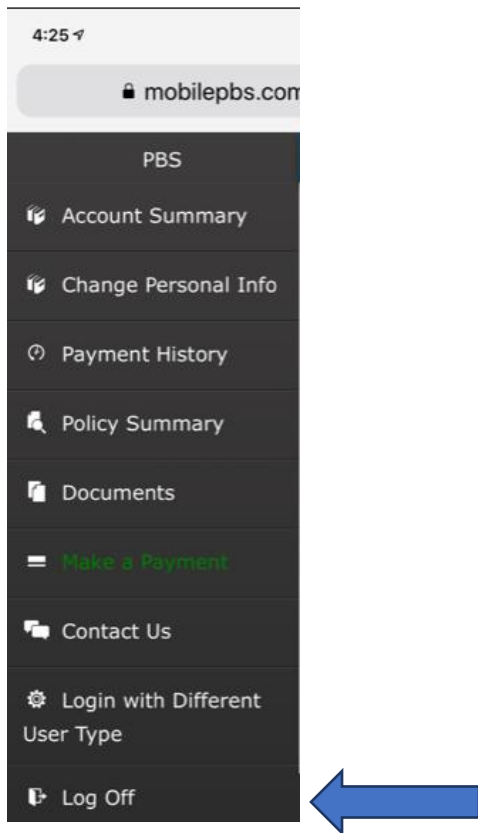 4:25
mobilepbs.com
PBS
Account Summary
Change Personal Info
Payment History
Policy Summary
Documents
Make a Payment
Contact Us
Login with Different
User Type
Log Off